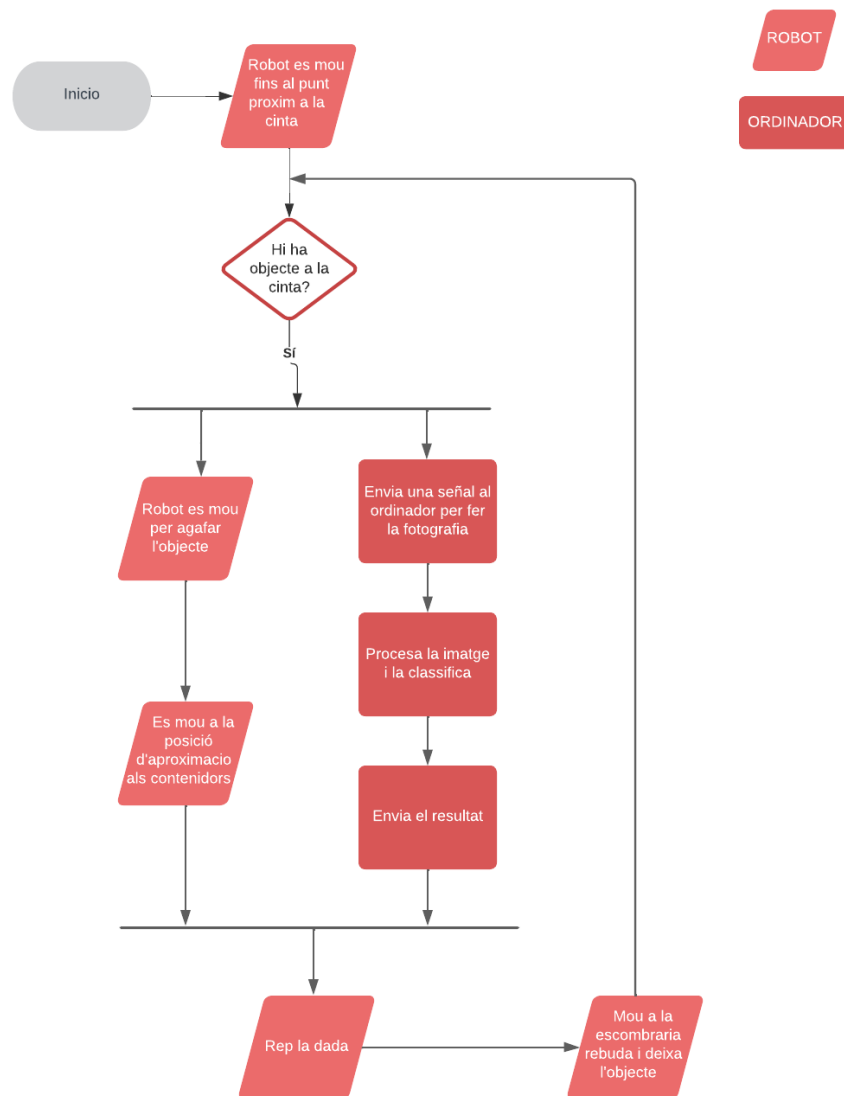 Inicio
Robot es mou
fins al punt
proxim a la
cinta
ROBOT
ORDINADOR
Hi ha
objecte a la
cinta?
Sí
Robot es mou
per agafar
l'objecte
Envia una señal al
ordinador per fer
la fotografia
Procesa la imatge
i la classifica
Es mou a la
posició
d'aproximacio
als contenidors
Envia el resultat
Rep la dada
Mou a la
escombraria
rebuda i deixa
l'objecte